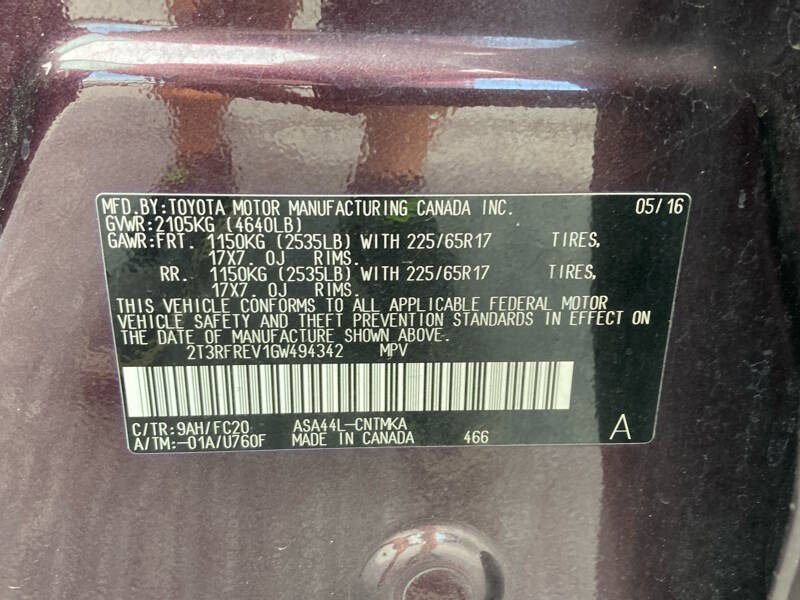 MFD.BY:TOYOTA MOTOR MANUFACTURING CANADA INC. 05/16
GVWR:2105KG (4640LB)
GAWR:FRT. 1150KG (2535LB) WITH 225/65R17 TIRES,
17X7. OJ RIMS.
RR. 1150KG (2535LB) WITH 225/65R17 TIRES,
17X7. OJ RIMS.
THIS VEHICLE CONFORMS TO ALL APPLICABLE FEDERAL MOTOR
VEHICLE SAFETY AND THEFT PREVENTION STANDARDS IN EFFECT ON
THE DATE OF MANUFACTURE SHOWN ABOVE.
2T3RFREV1GW494342 MPV
C/TR:9AH/FC20 ASA44L-CNTMKA A
A/TM:-01A/U760F MADE IN CANADA 466